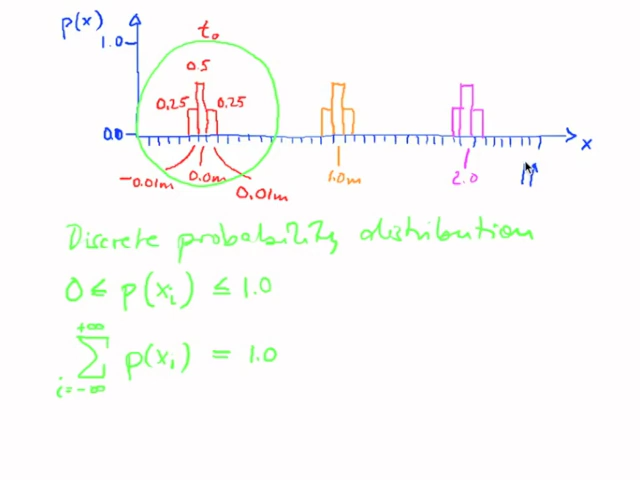 p(x)
t₀
1.0
0.5
0.25
0.25
0.0
x
-0.01m
0.0m
0.01m
1.0m
2.0
Discrete probability distribution
0 ≤ p(xᵢ) ≤ 1.0
+∞
∑ p(xᵢ) = 1.0
i=-∞